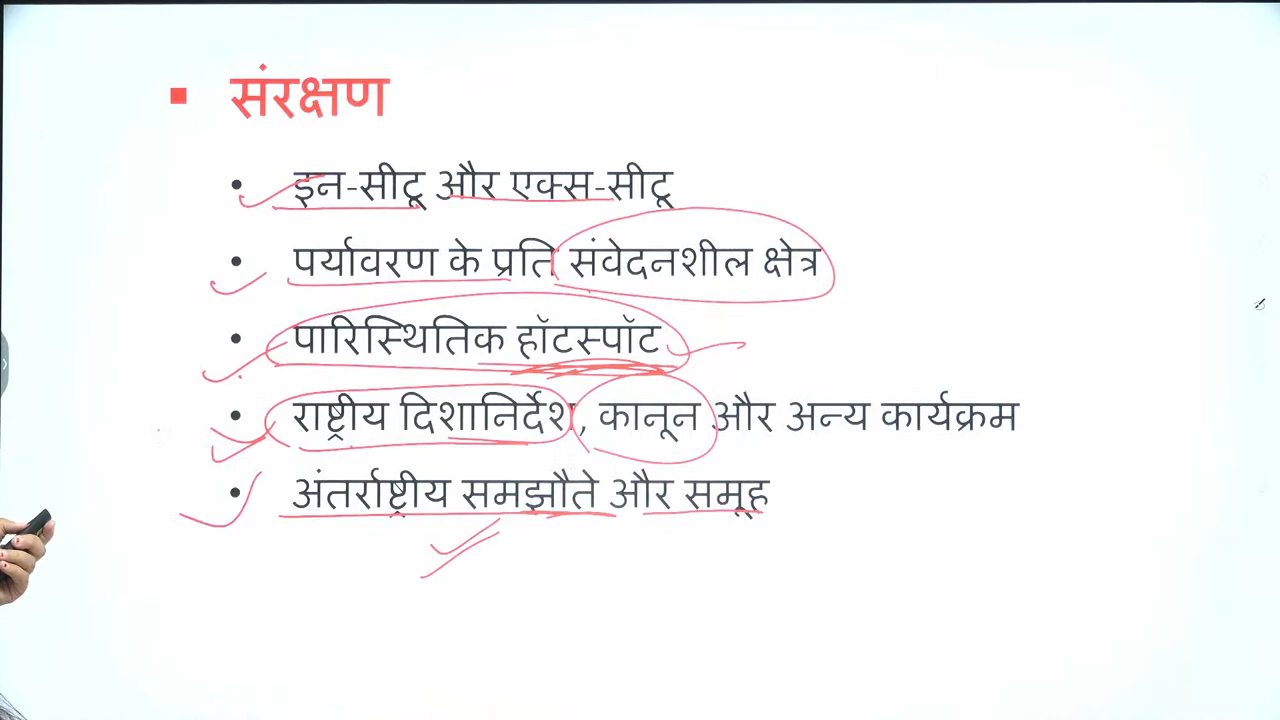 संरक्षण
इन-सीटू और एक्स-सीटू
पर्यावरण के प्रति संवेदनशील क्षेत्र
पारिस्थितिक हॉटस्पॉट
राष्ट्रीय दिशानिर्देश, कानून और अन्य कार्यक्रम
अंतर्राष्ट्रीय समझौते और समूह